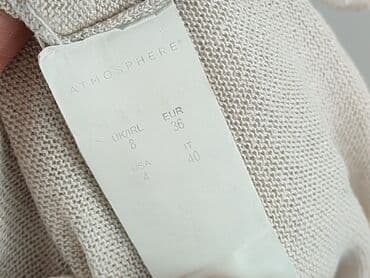 ATMOSPHERE®
UK/IRL EUR
8 36
USA IT
4 40